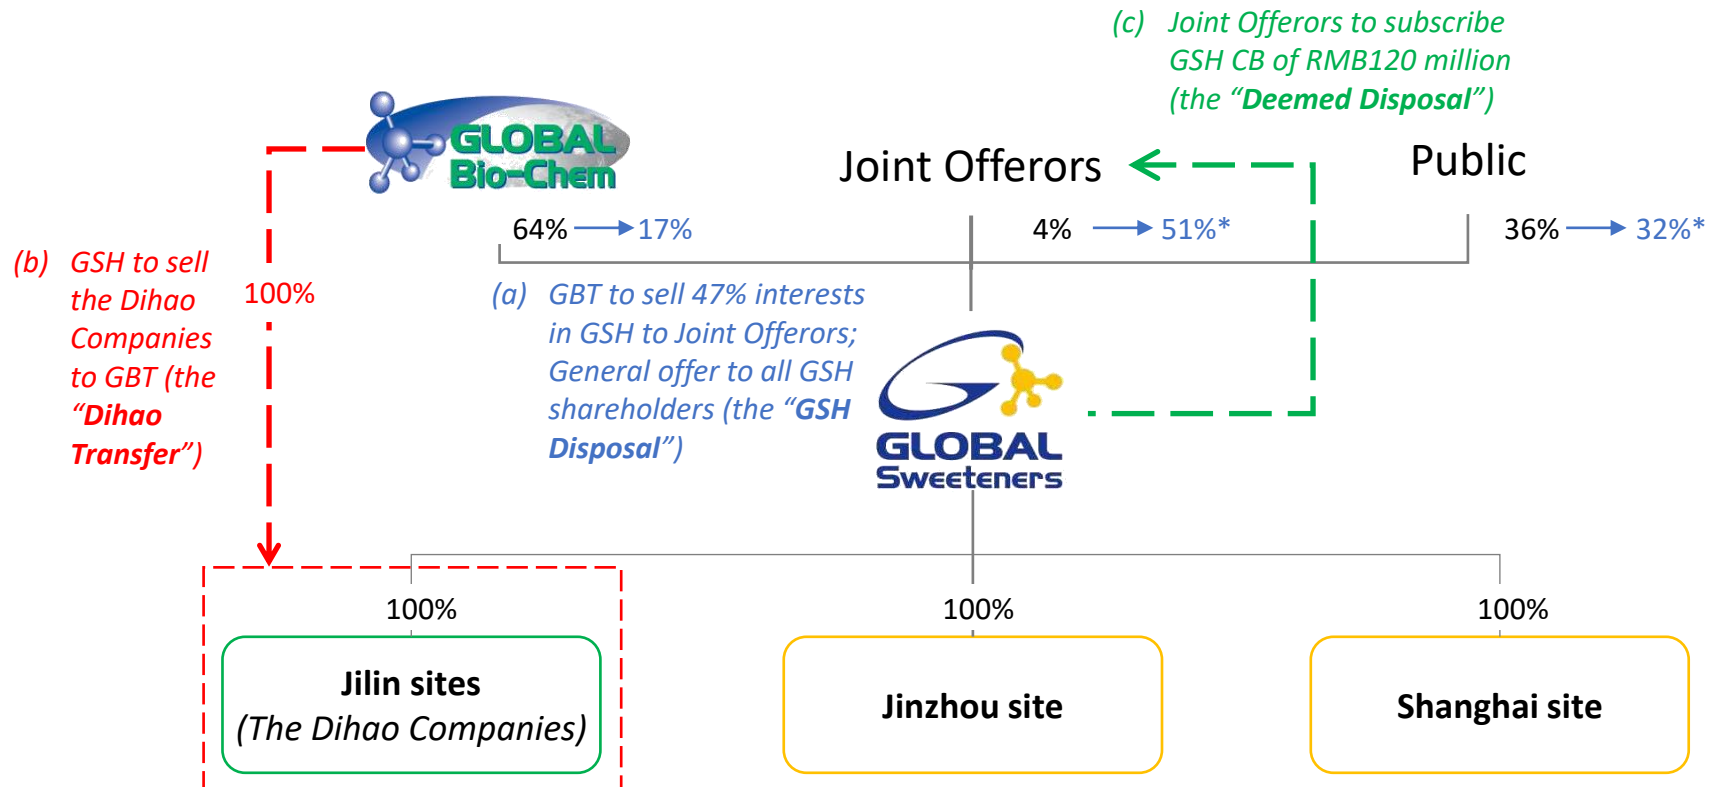 (c) Joint Offerors to subscribe
GSH CB of RMB120 million
(the “Deemed Disposal”)
GLOBAL
Bio-Chem
Joint Offerors
Public
64% 17%
4% 51%*
36% 32%*
(b) GSH to sell
the Dihao
Companies
to GBT (the
“Dihao
Transfer”)
100%
(a) GBT to sell 47% interests
in GSH to Joint Offerors;
General offer to all GSH
shareholders (the “GSH
Disposal”)
GLOBAL
Sweeteners
100%
100%
100%
Jilin sites
(The Dihao Companies)
Jinzhou site
Shanghai site